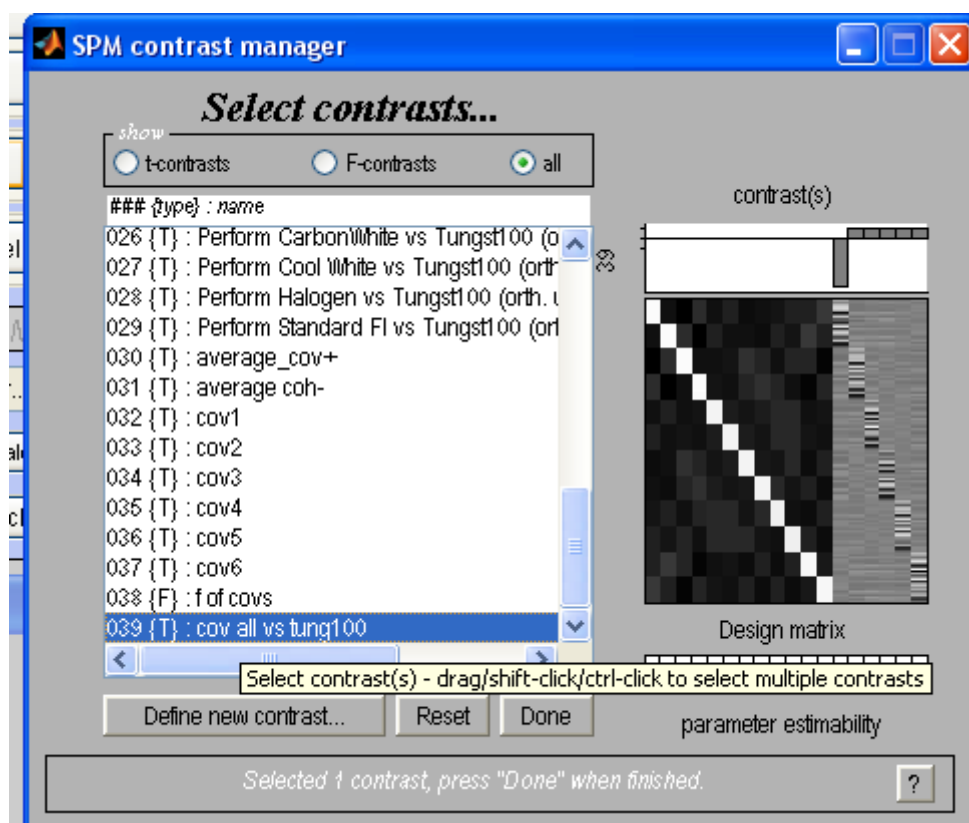 SPM contrast manager
Select contrasts...
show
t-contrasts F-contrasts all
### {type} : name
026 {T} : Perform CarbonWhite vs Tungst100 (o
027 {T} : Perform Cool White vs Tungst100 (orth
028 {T} : Perform Halogen vs Tungst100 (orth. u
029 {T} : Perform Standard Fl vs Tungst100 (ort
030 {T} : average_cov+
031 {T} : average coh-
032 {T} : cov1
033 {T} : cov2
034 {T} : cov3
035 {T} : cov4
036 {T} : cov5
037 {T} : cov6
038 {F} : f of covs
039 {T} : cov all vs tung100
contrast(s)
39
Design matrix
Select contrast(s) - drag/shift-click/ctrl-click to select multiple contrasts
Define new contrast... Reset Done
parameter estimability
Selected 1 contrast, press "Done" when finished.
?